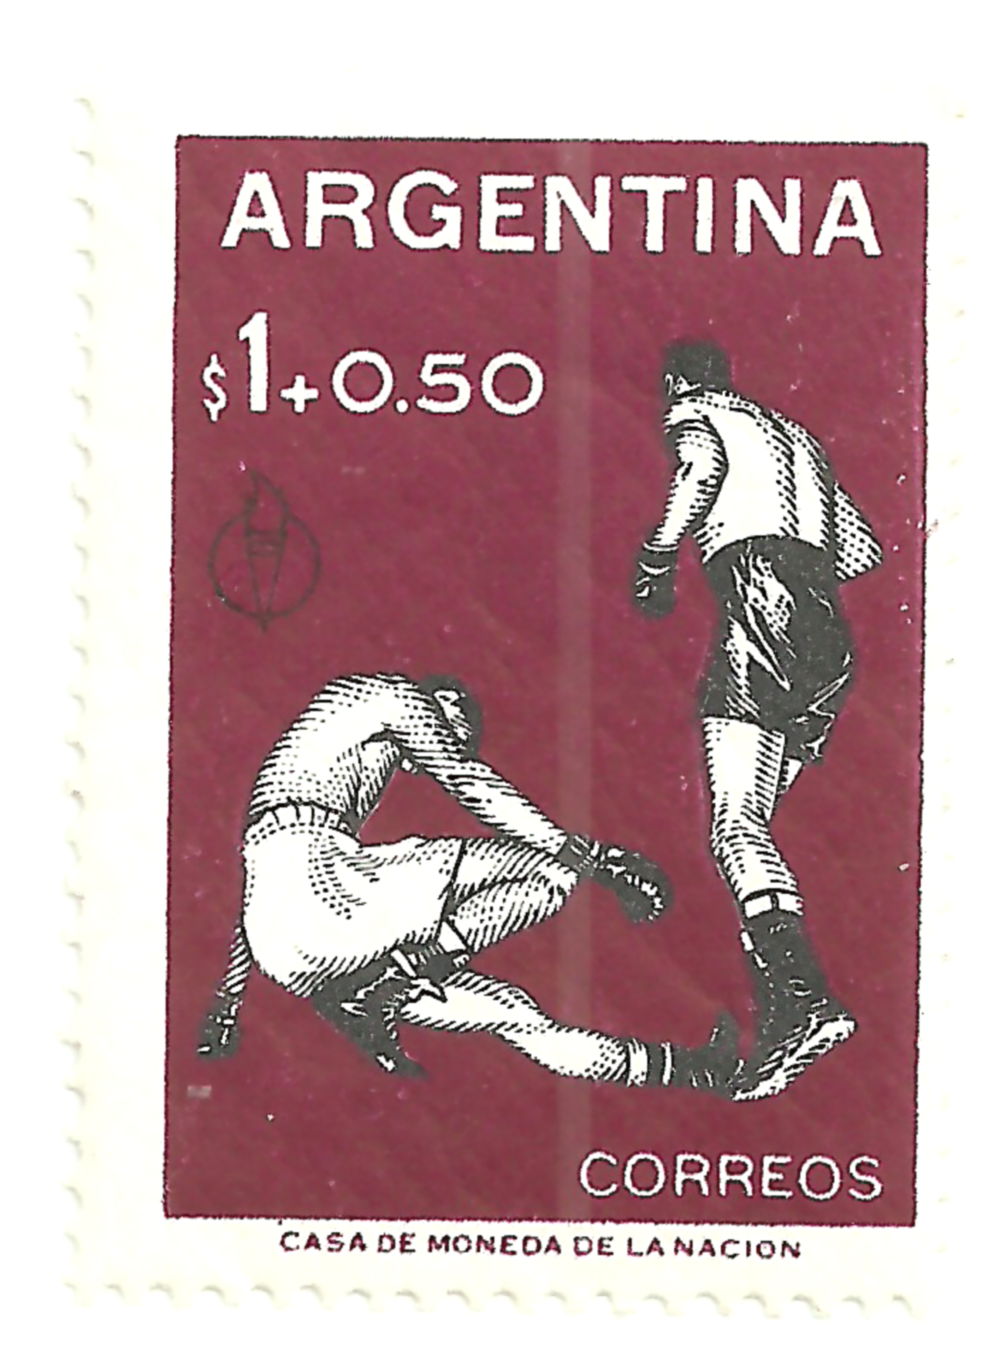 ARGENTINA
$1+0.50
CORREOS
CASA DE MONEDA DE LA NACION